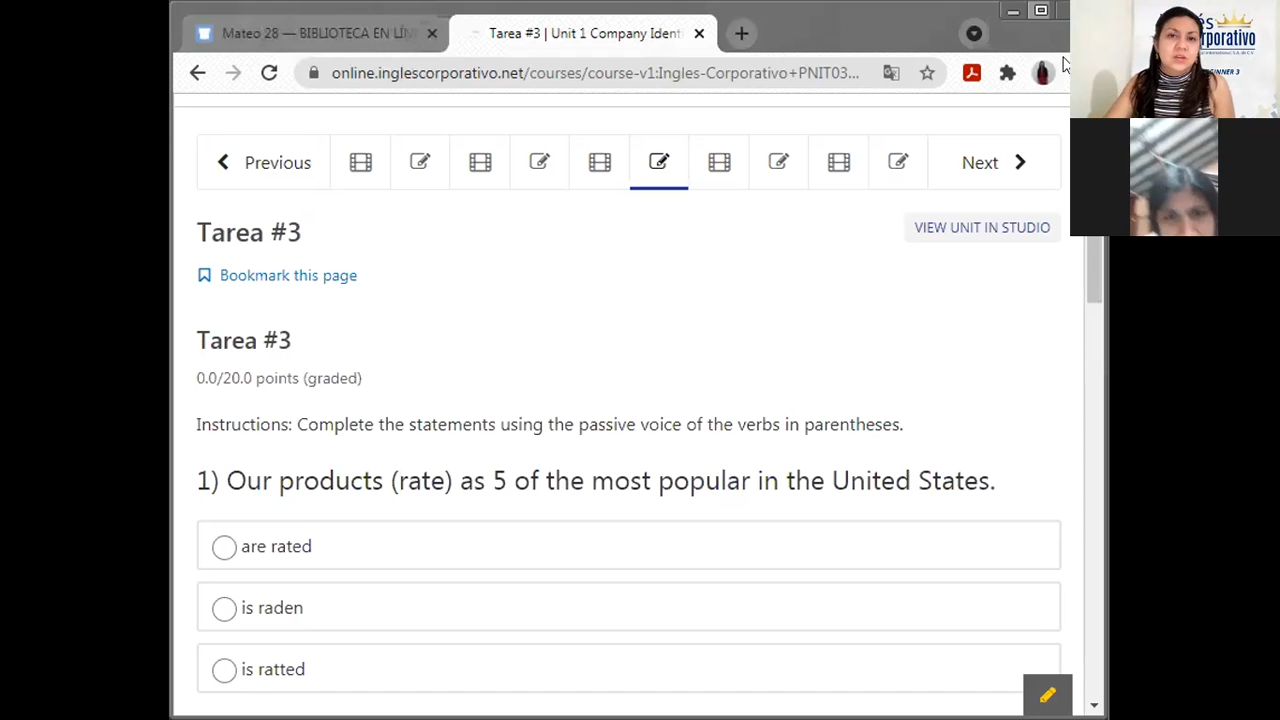 Mateo 28 — BIBLIOTECA EN LÍN
Tarea #3 | Unit 1 Company Ident
online.inglescorporativo.net/courses/course-v1:Ingles-Corporativo+PNIT03...
Previous
Next
Tarea #3
VIEW UNIT IN STUDIO
Bookmark this page
Tarea #3
0.0/20.0 points (graded)
Instructions: Complete the statements using the passive voice of the verbs in parentheses.
1) Our products (rate) as 5 of the most popular in the United States.
are rated
is raden
is ratted